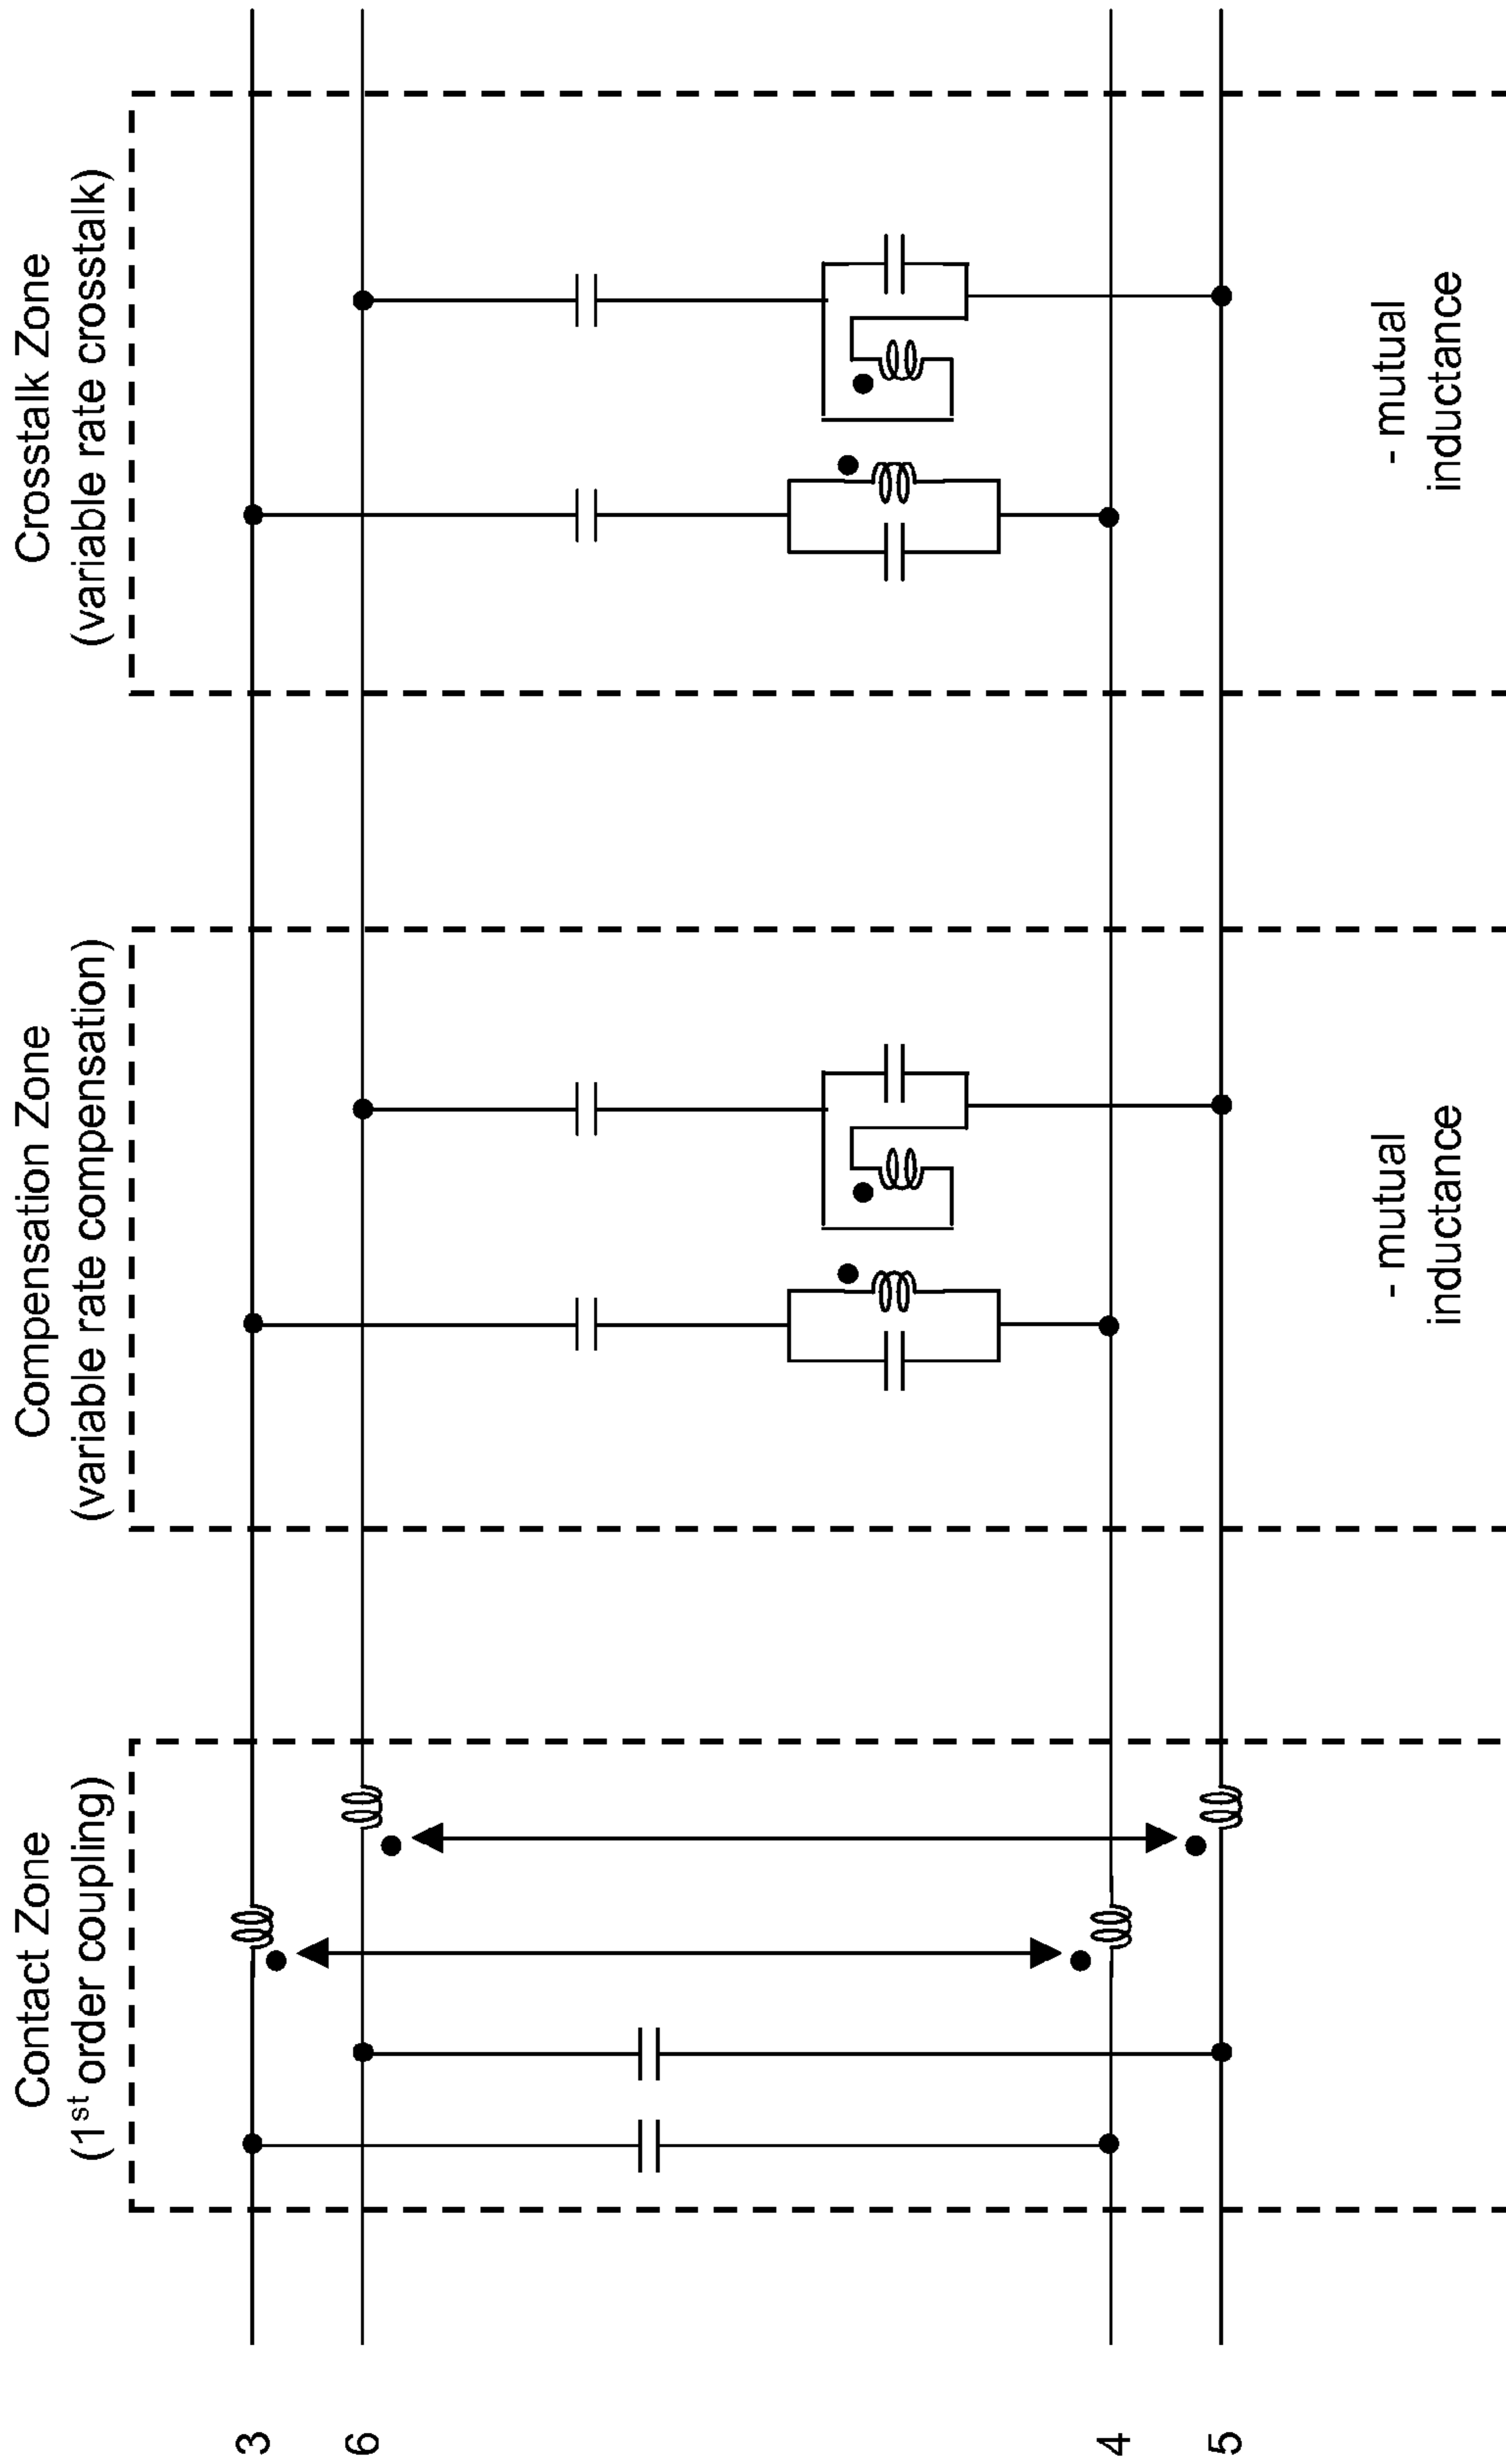 Contact Zone
(1st order coupling)
Compensation Zone
(variable rate compensation)
Crosstalk Zone
(variable rate crosstalk)
3
6
4
5
- mutual
inductance
- mutual
inductance